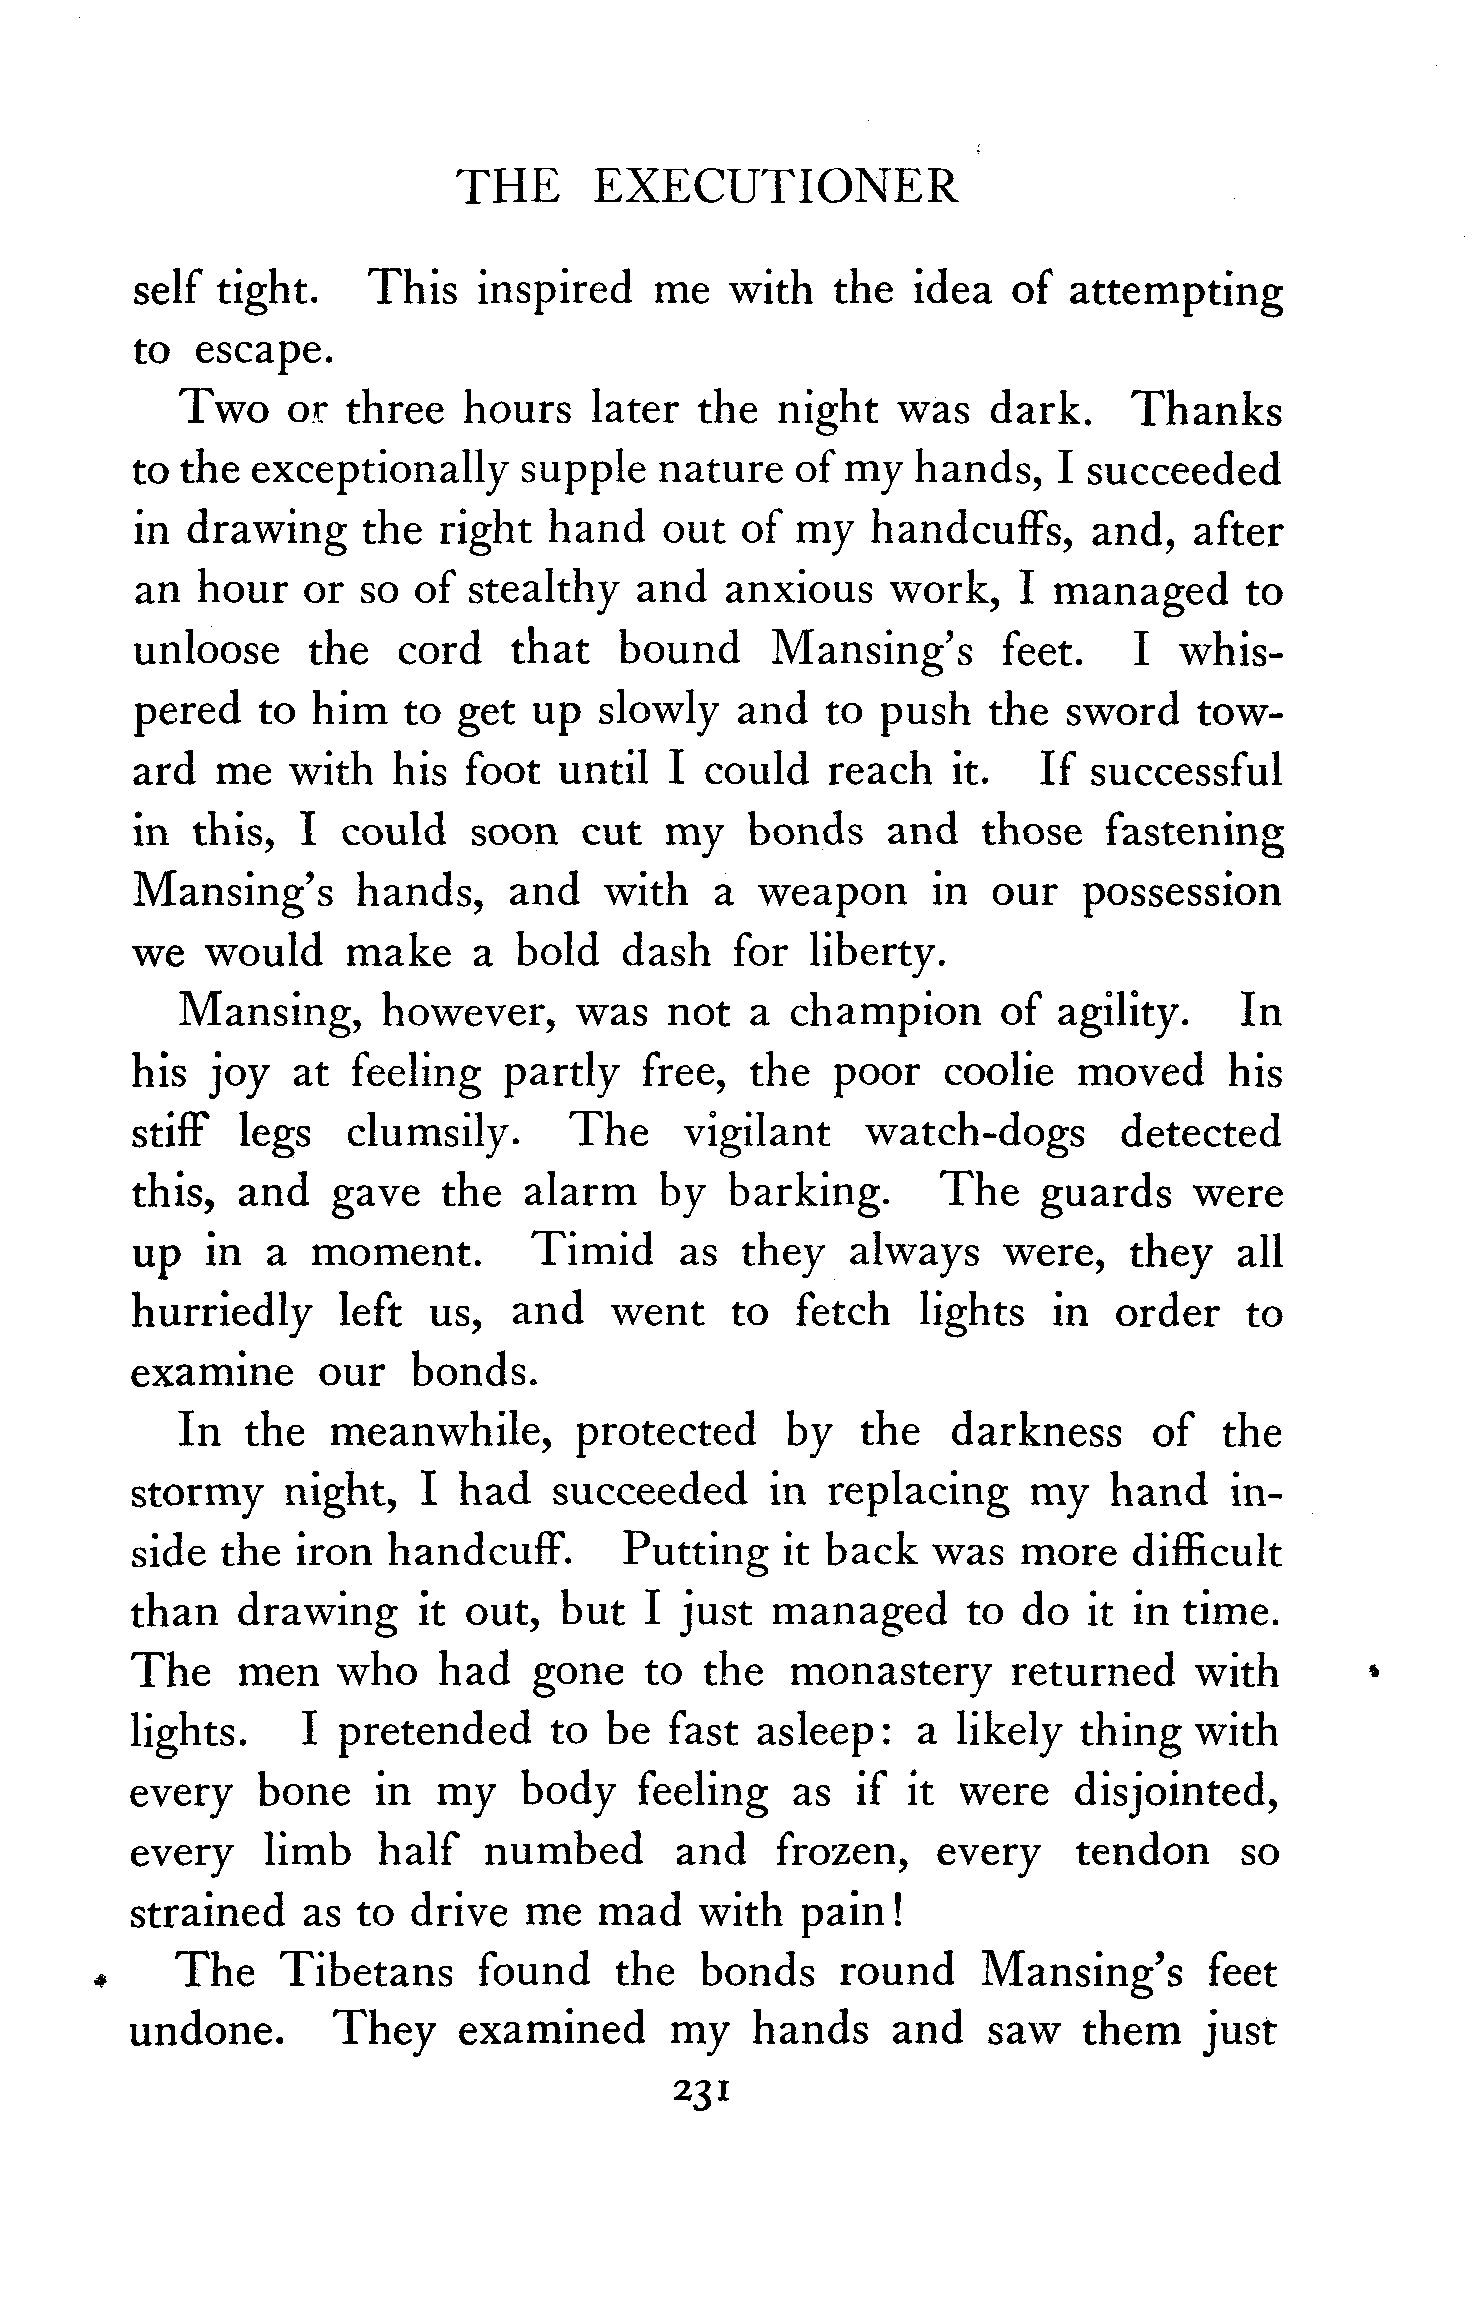 THE EXECUTIONER
self tight. This inspired me with the idea of attempting
to escape.
Two or three hours later the night was dark. Thanks
to the exceptionally supple nature of my hands, I succeeded
in drawing the right hand out of my handcuffs, and, after
an hour or so of stealthy and anxious work, I managed to
unloose the cord that bound Mansing's feet. I whis-
pered to him to get up slowly and to push the sword tow-
ard me with his foot until I could reach it. If successful
in this, I could soon cut my bonds and those fastening
Mansing's hands, and with a weapon in our possession
we would make a bold dash for liberty.
Mansing, however, was not a champion of agility. In
his joy at feeling partly free, the poor coolie moved his
stiff legs clumsily. The vigilant watch-dogs detected
this, and gave the alarm by barking. The guards were
up in a moment. Timid as they always were, they all
hurriedly left us, and went to fetch lights in order to
examine our bonds.
In the meanwhile, protected by the darkness of the
stormy night, I had succeeded in replacing my hand in-
side the iron handcuff. Putting it back was more difficult
than drawing it out, but I just managed to do it in time.
The men who had gone to the monastery returned with
lights. I pretended to be fast asleep: a likely thing with
every bone in my body feeling as if it were disjointed,
every limb half numbed and frozen, every tendon so
strained as to drive me mad with pain!
The Tibetans found the bonds round Mansing's feet
undone. They examined my hands and saw them just
231